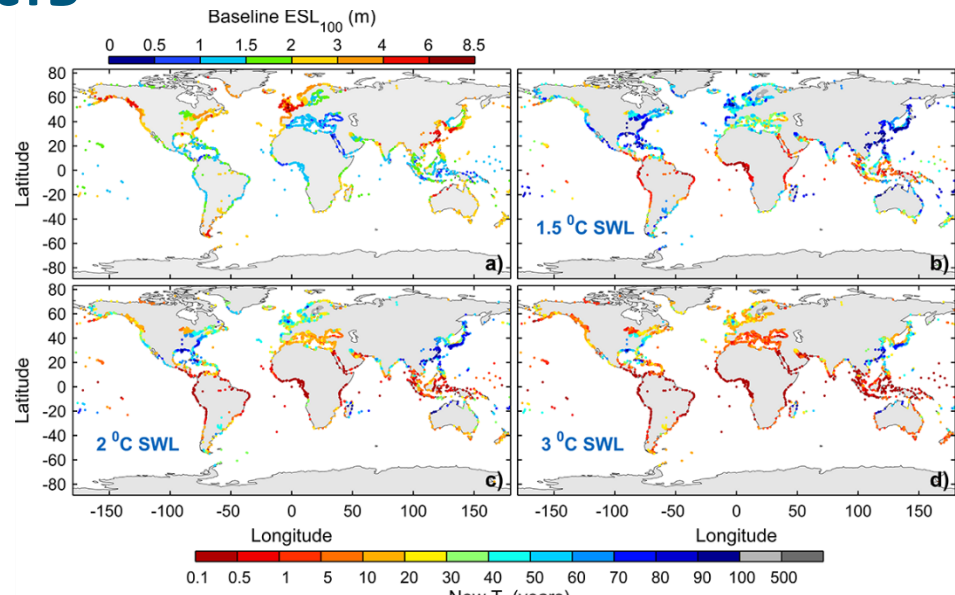 Baseline ESL100 (m)
0 0.5 1 1.5 2 3 4 6 8.5
80
60
40
20
0
-20
-40
-60
-80
Latitude
a)
1.5 0C SWL
b)
80
60
40
20
0
-20
-40
-60
-80
Latitude
2 0C SWL
c)
3 0C SWL
d)
-150 -100 -50 0 50 100 150
-150 -100 -50 0 50 100 150
Longitude
Longitude
0.1 0.5 1 5 10 20 30 40 50 60 70 80 90 100 500